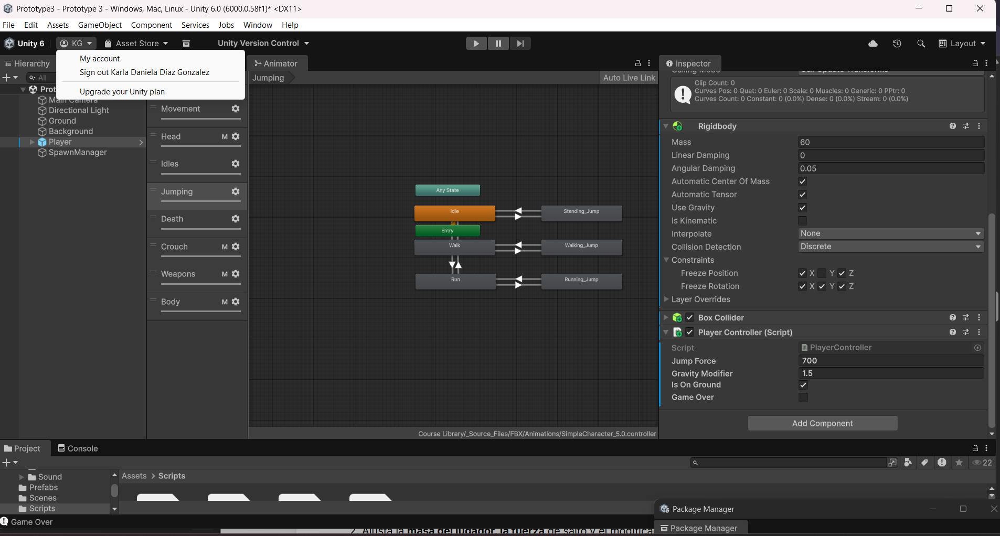 Prototype3 - Prototype 3 - Windows, Mac, Linux - Unity 6.0 (6000.0.58f1)* <DX11>
File Edit Assets GameObject Component Services Jobs Window Help
Unity 6 KG Asset Store Unity Version Control Layout
My account
Sign out Karla Daniela Diaz Gonzalez
Upgrade your Unity plan
Hierarchy
All
Prot
Main Camera
Directional Light
Ground
Background
Player
SpawnManager
Movement
Head M
Idles
Jumping
Death
Crouch M
Weapons M
Body M
Animator
Jumping Auto Live Link
Any State
Idle Standing_Jump
Entry
Walk Walking_Jump
Run Running_Jump
Course Library/_Source_Files/FBX/Animations/SimpleCharacter_5.0.controller
Inspector
Clip Count: 0
Curves Pos: 0 Quat: 0 Euler: 0 Scale: 0 Muscles: 0 Generic: 0 PPtr: 0
Curves Count: 0 Constant: 0 (0.0%) Dense: 0 (0.0%) Stream: 0 (0.0%)
Rigidbody
Mass 60
Linear Damping 0
Angular Damping 0.05
Automatic Center Of Mass
Automatic Tensor
Use Gravity
Is Kinematic
Interpolate None
Collision Detection Discrete
Constraints
Freeze Position X Y Z
Freeze Rotation X Y Z
Layer Overrides
Box Collider
Player Controller (Script)
Script PlayerController
Jump Force 700
Gravity Modifier 1.5
Is On Ground
Game Over
Add Component
Project Console
22
Sound
Prefabs
Scenes
Scripts
Assets > Scripts
Game Over
Package Manager
Package Manager
2. Ajusta la masa del jugador, la fuerza de salto y el modifica